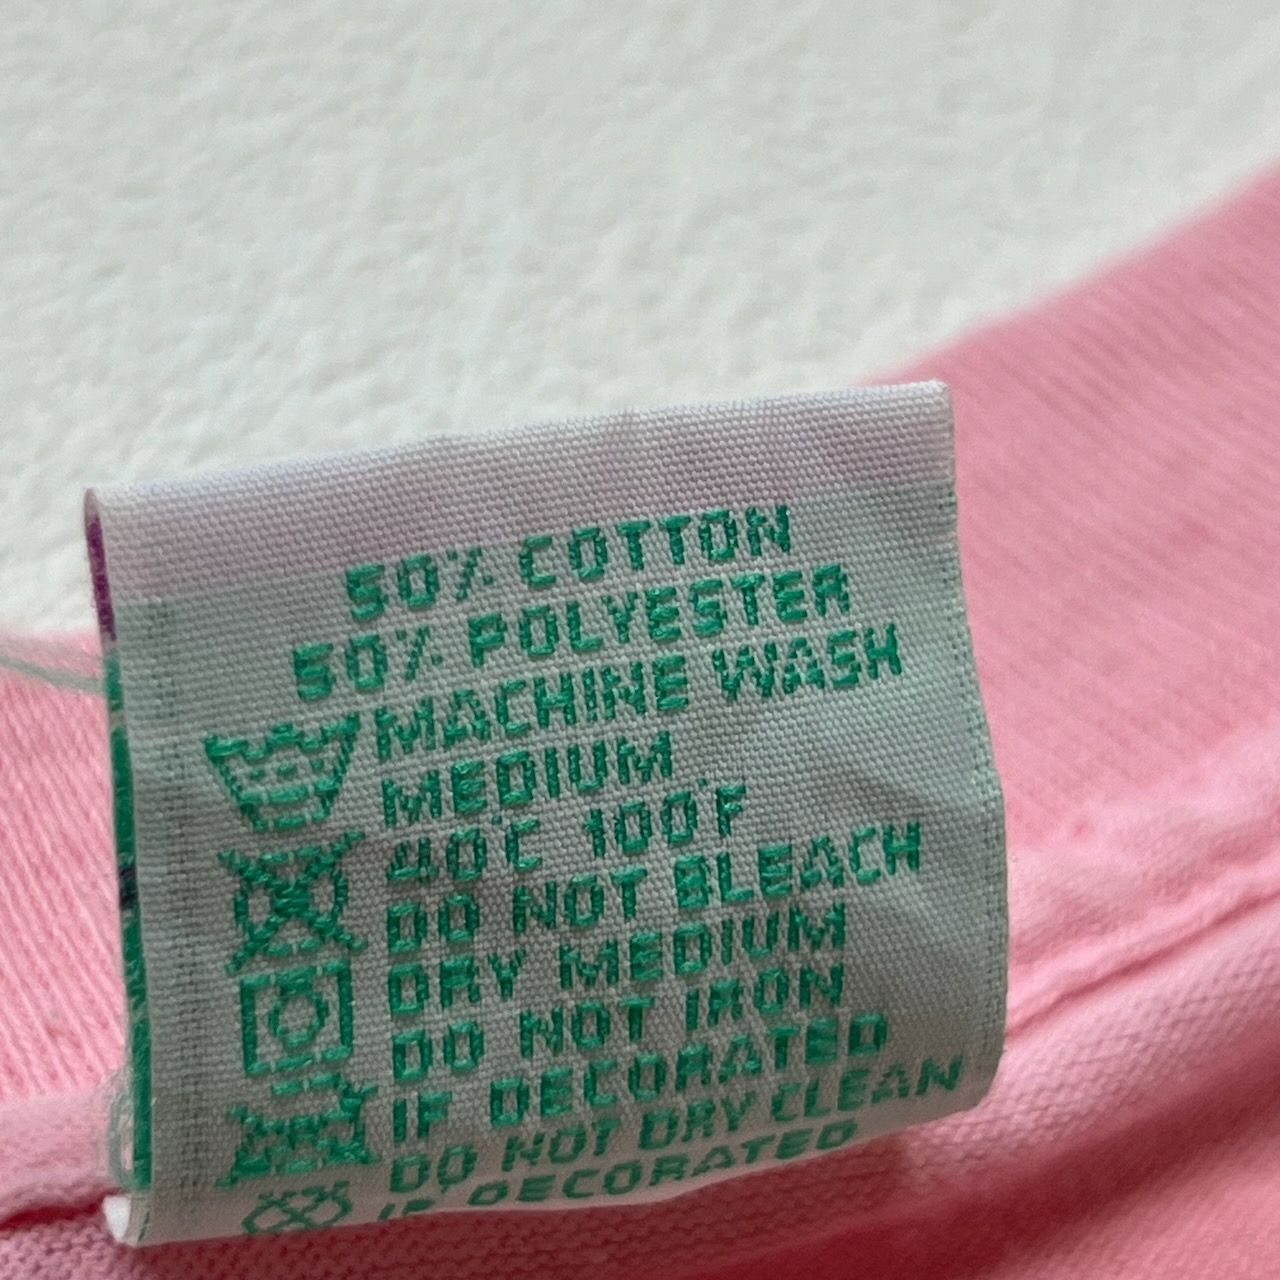 50% COTTON
50% POLYESTER
MACHINE WASH
MEDIUM
40°C 100°F
DO NOT BLEACH
DRY MEDIUM
DO NOT IRON
IF DECORATED
DO NOT DRY CLEAN
IF DECORATED